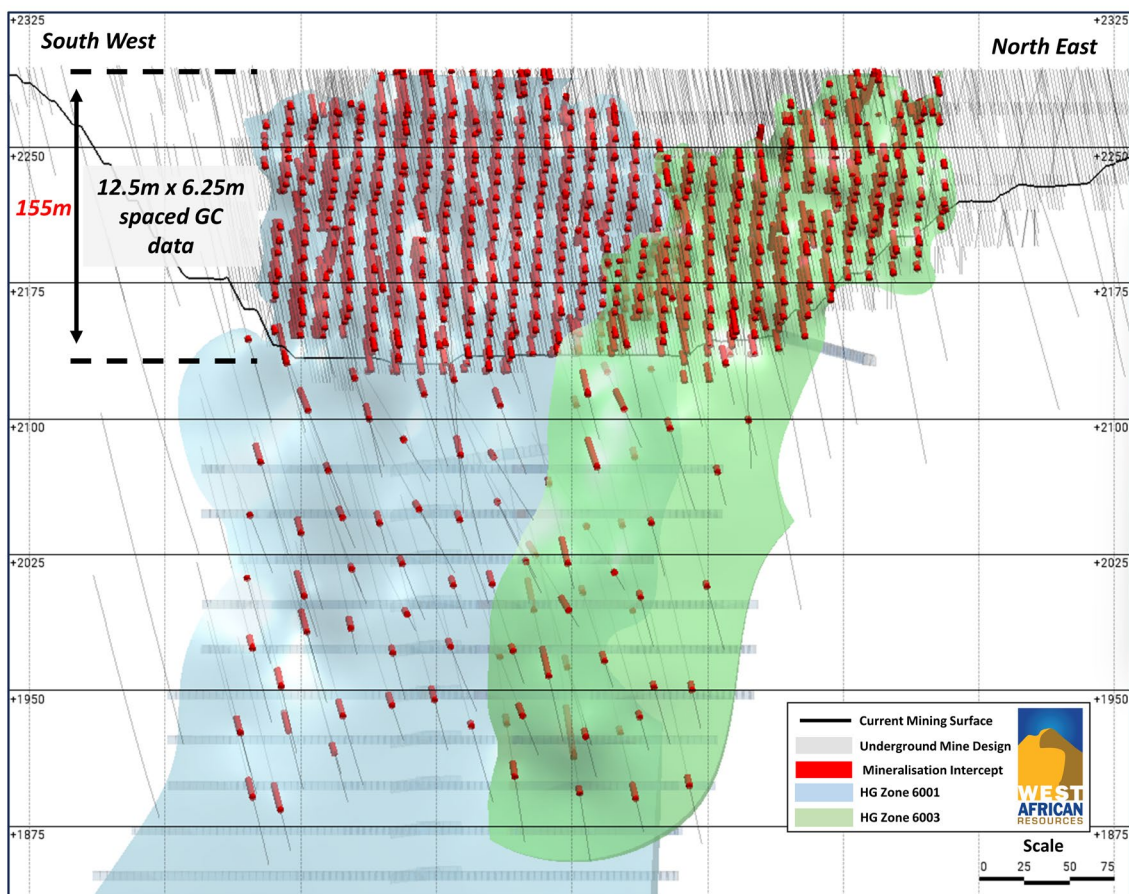 +2325
+2325
South West
North East
+2250
+2250
12.5m x 6.25m
spaced GC
data
155m
+2175
+2175
+2100
+2100
+2025
+2025
+1950
+1950
Current Mining Surface
Underground Mine Design
Mineralisation Intercept
HG Zone 6001
HG Zone 6003
WEST
AFRICAN
RESOURCES
+1875
+1875
Scale
0 25 50 75